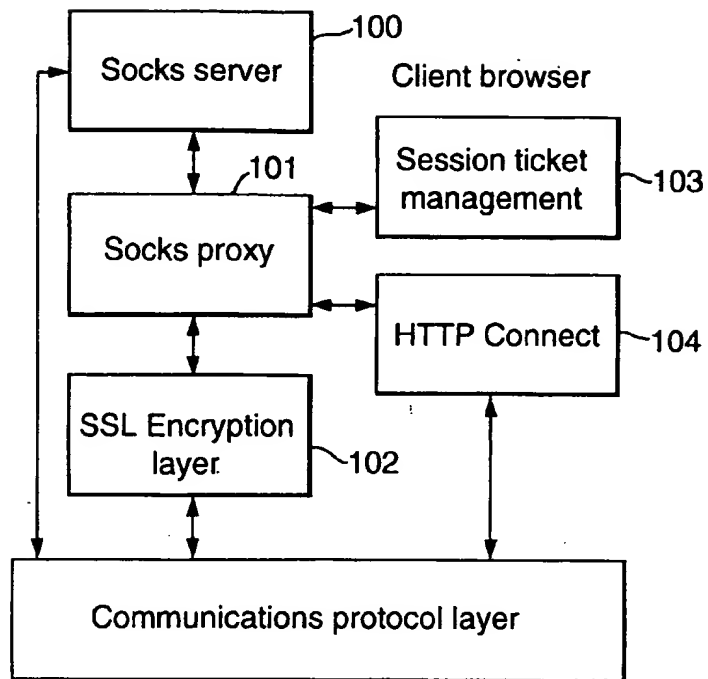 100
Socks server
Client browser
101
Session ticket
management
103
Socks proxy
HTTP Connect
104
SSL Encryption
layer
102
Communications protocol layer